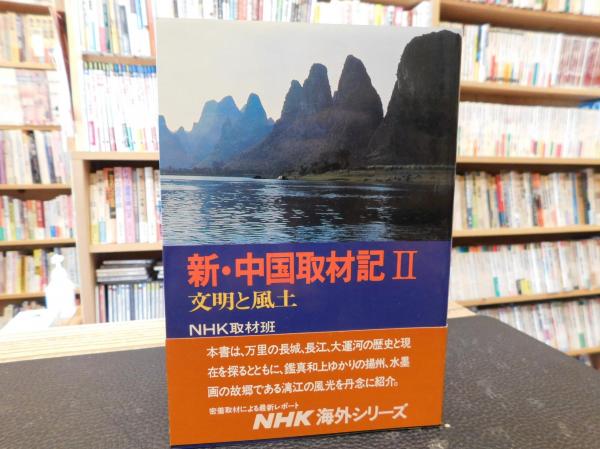 新・中国取材記Ⅱ
文明と風土
NHK取材班
本書は、万里の長城、長江、大運河の歴史と現
在を探るとともに、鑑真和上ゆかりの揚州、水墨
画の故郷である漓江の風光を丹念に紹介。
密着取材による最新レポート
NHK 海外シリーズ